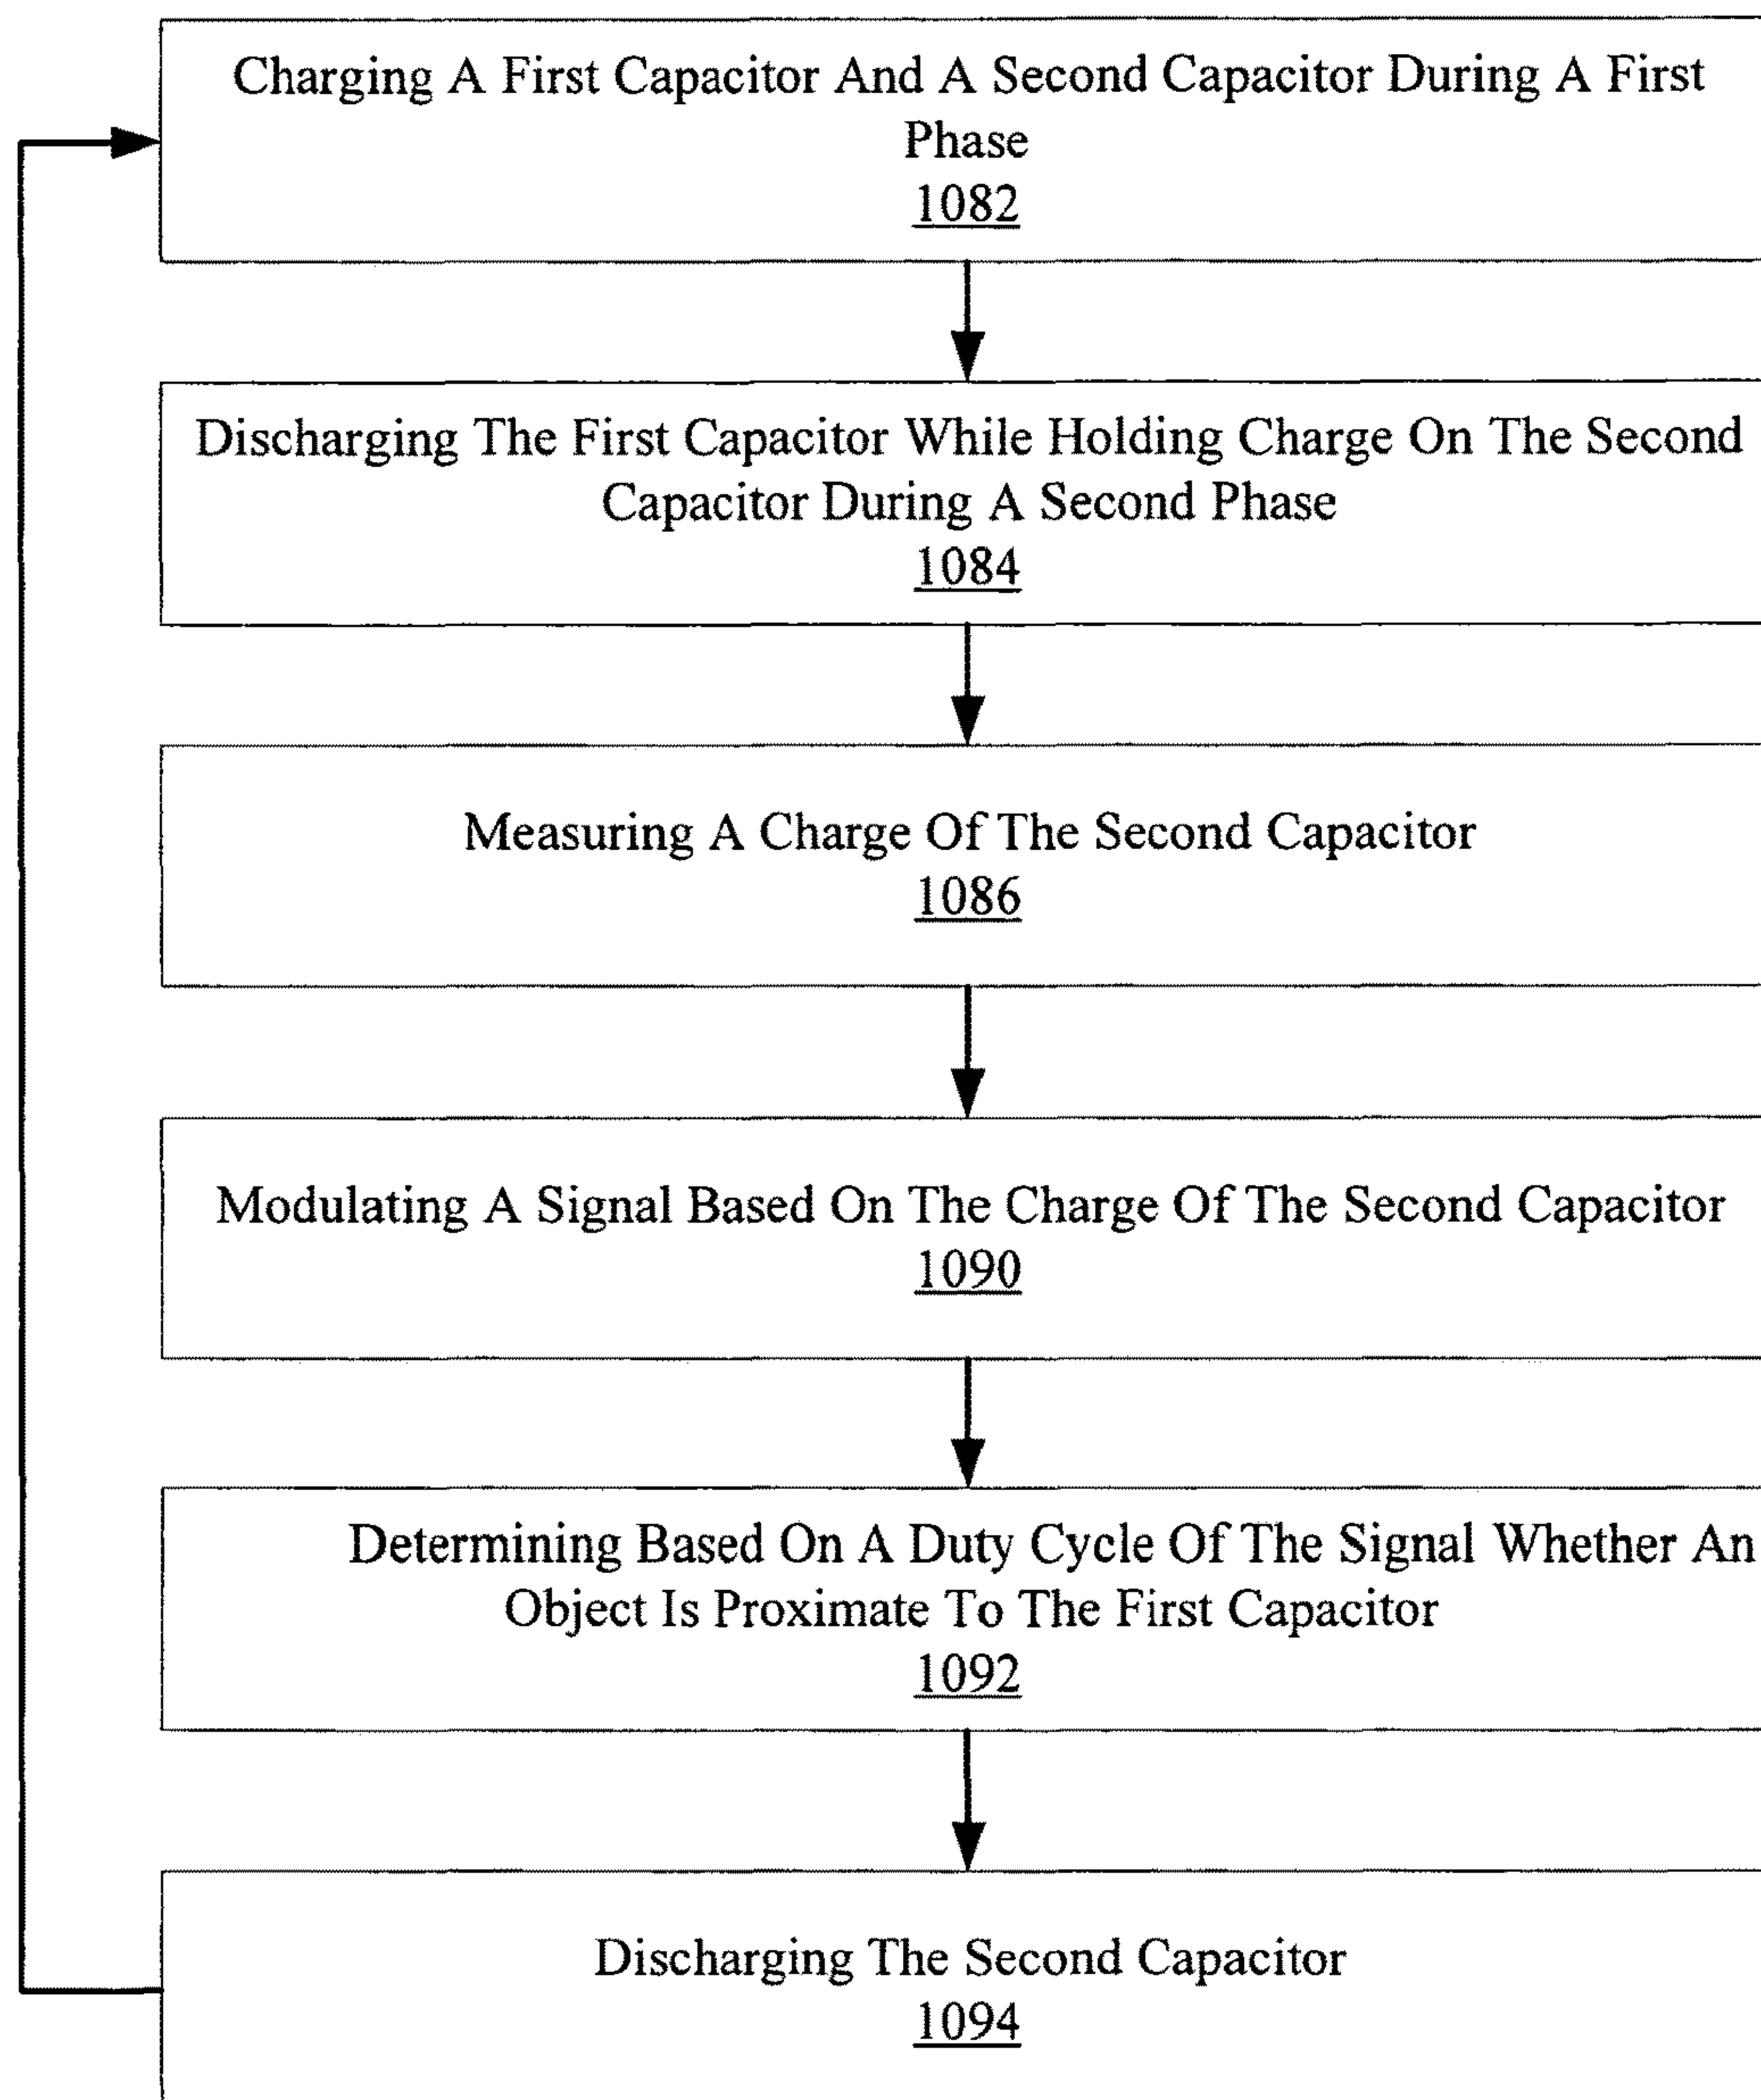 Charging A First Capacitor And A Second Capacitor During A First
Phase
1082
Discharging The First Capacitor While Holding Charge On The Second
Capacitor During A Second Phase
1084
Measuring A Charge Of The Second Capacitor
1086
Modulating A Signal Based On The Charge Of The Second Capacitor
1090
Determining Based On A Duty Cycle Of The Signal Whether An
Object Is Proximate To The First Capacitor
1092
Discharging The Second Capacitor
1094